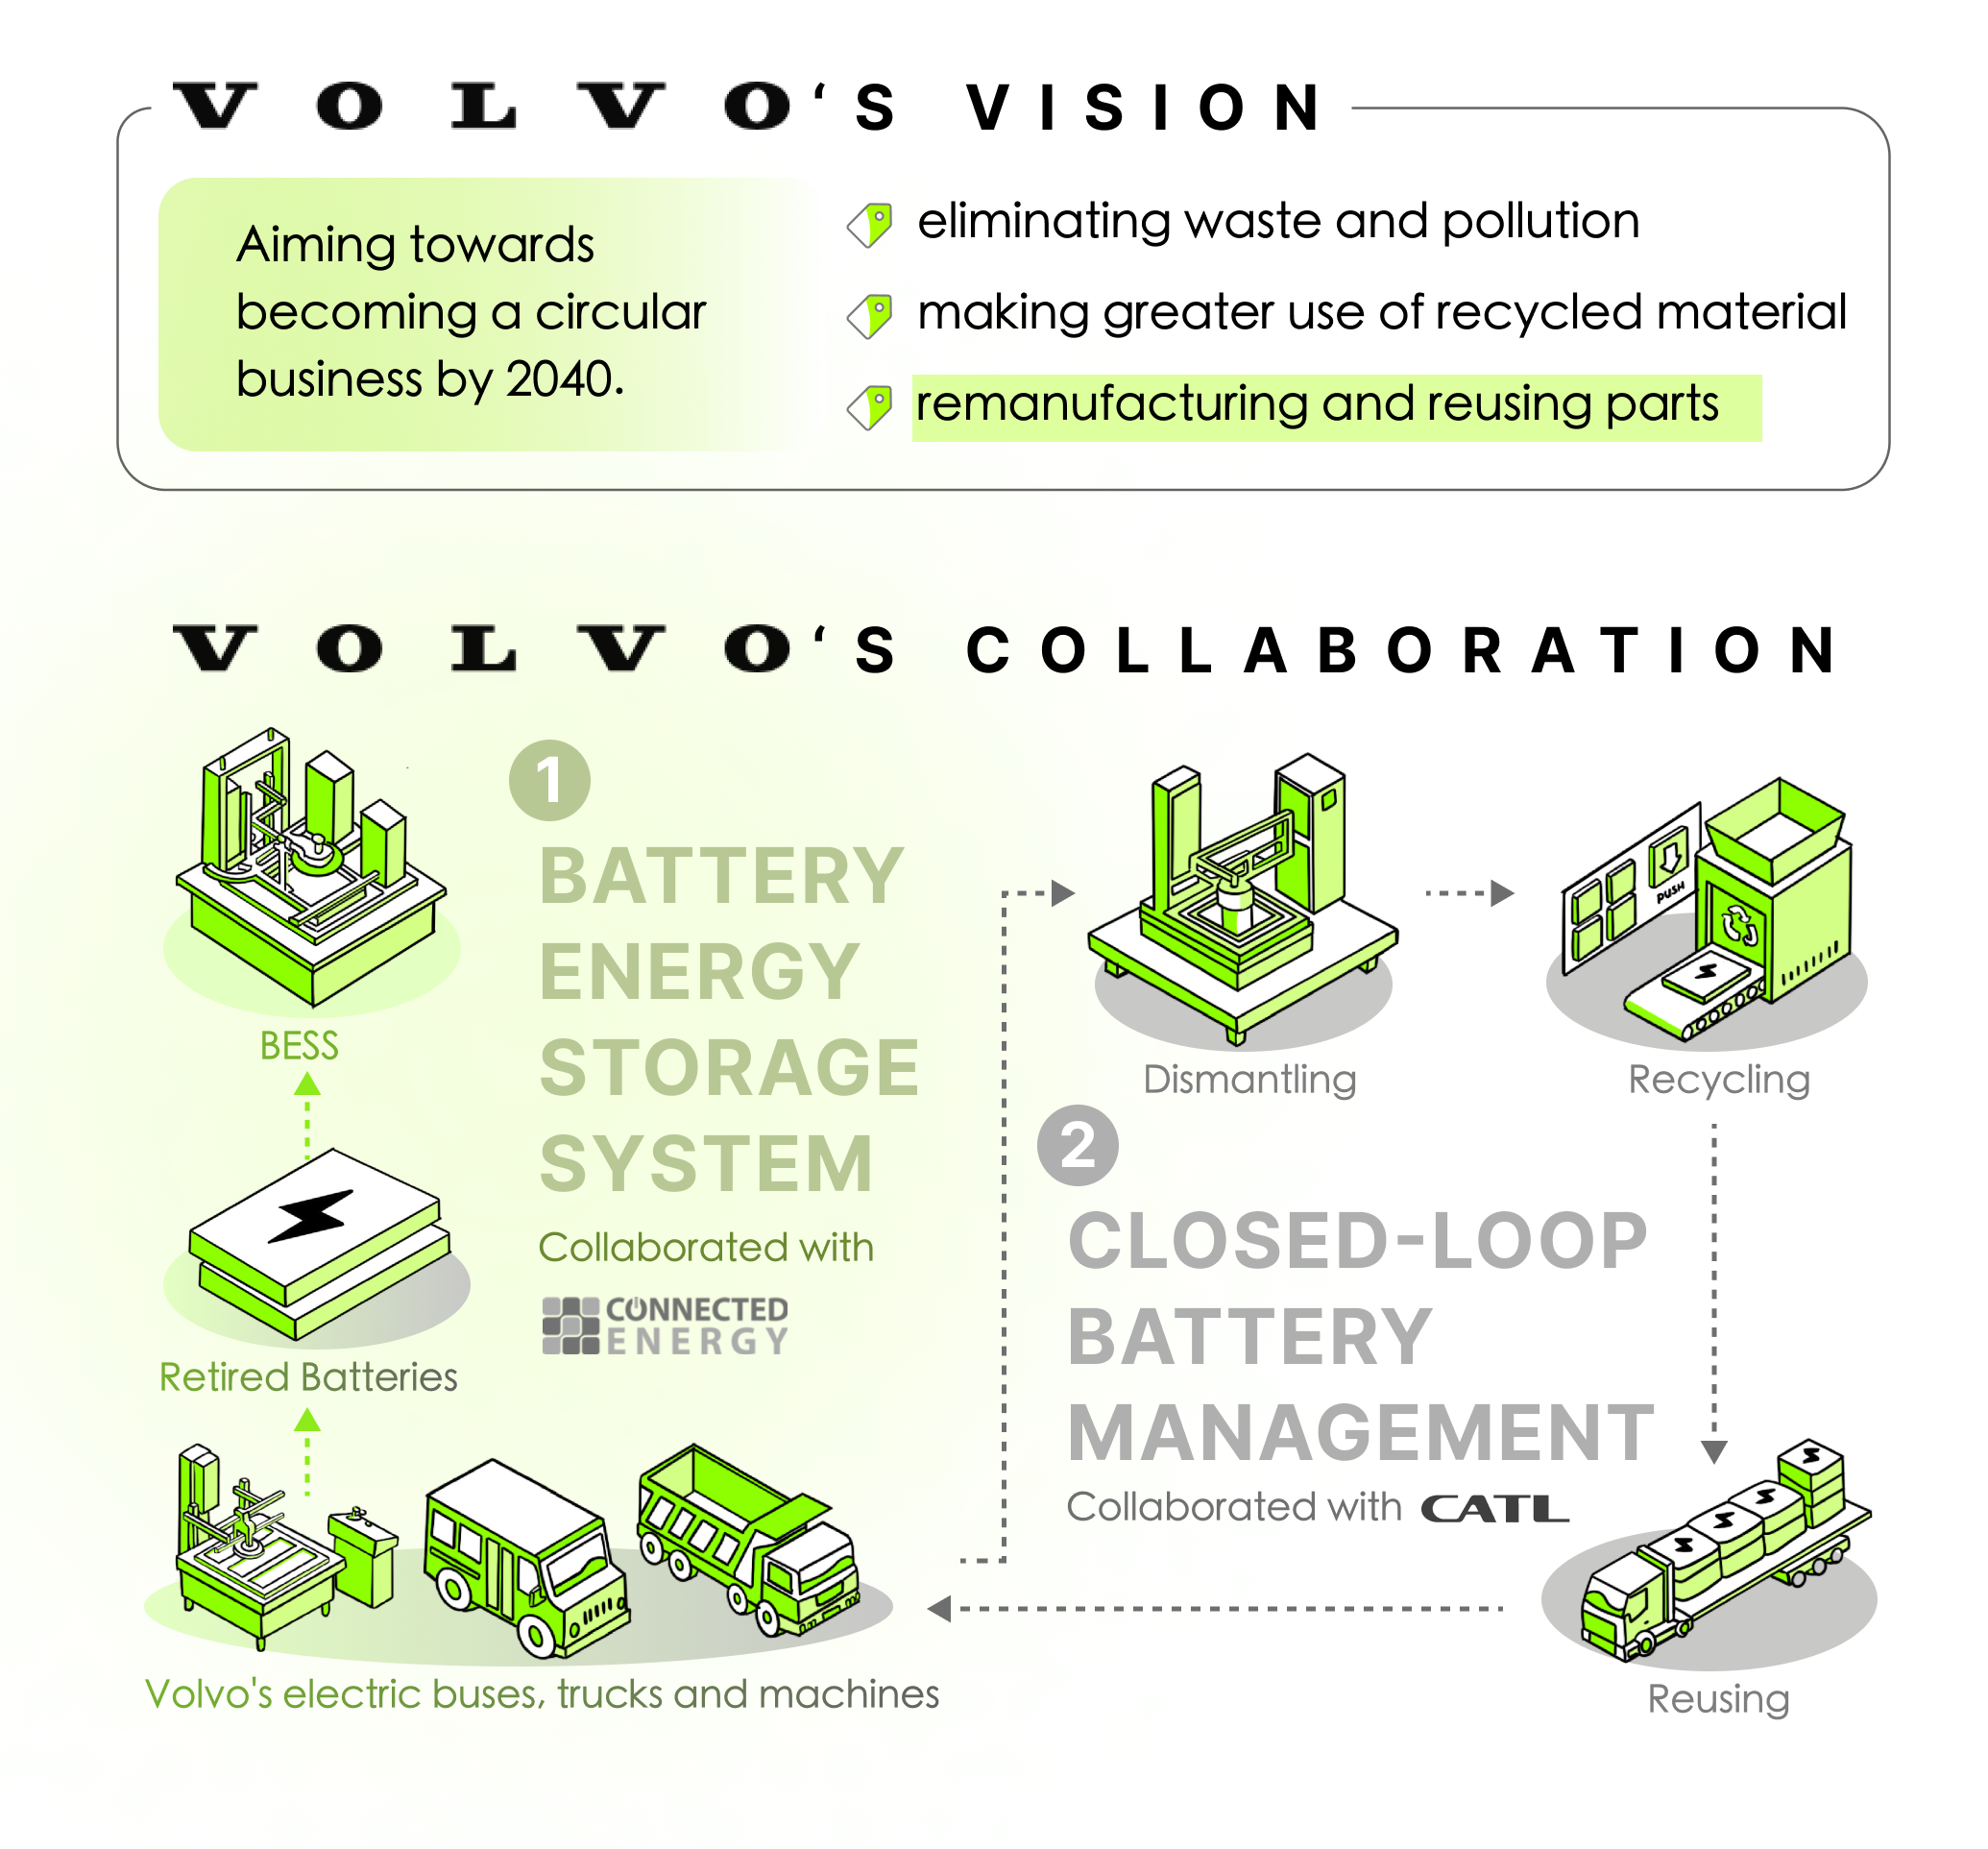 VOLVO‘S VISION
Aiming towards
becoming a circular
business by 2040.
eliminating waste and pollution
making greater use of recycled material
remanufacturing and reusing parts
VOLVO‘S COLLABORATION
1
BATTERY
ENERGY
STORAGE
SYSTEM
Collaborated with
CONNECTED
ENERGY
BESS
Retired Batteries
Volvo's electric buses, trucks and machines
Dismantling
PUSH
Recycling
2
CLOSED-LOOP
BATTERY
MANAGEMENT
Collaborated with CATL
Reusing